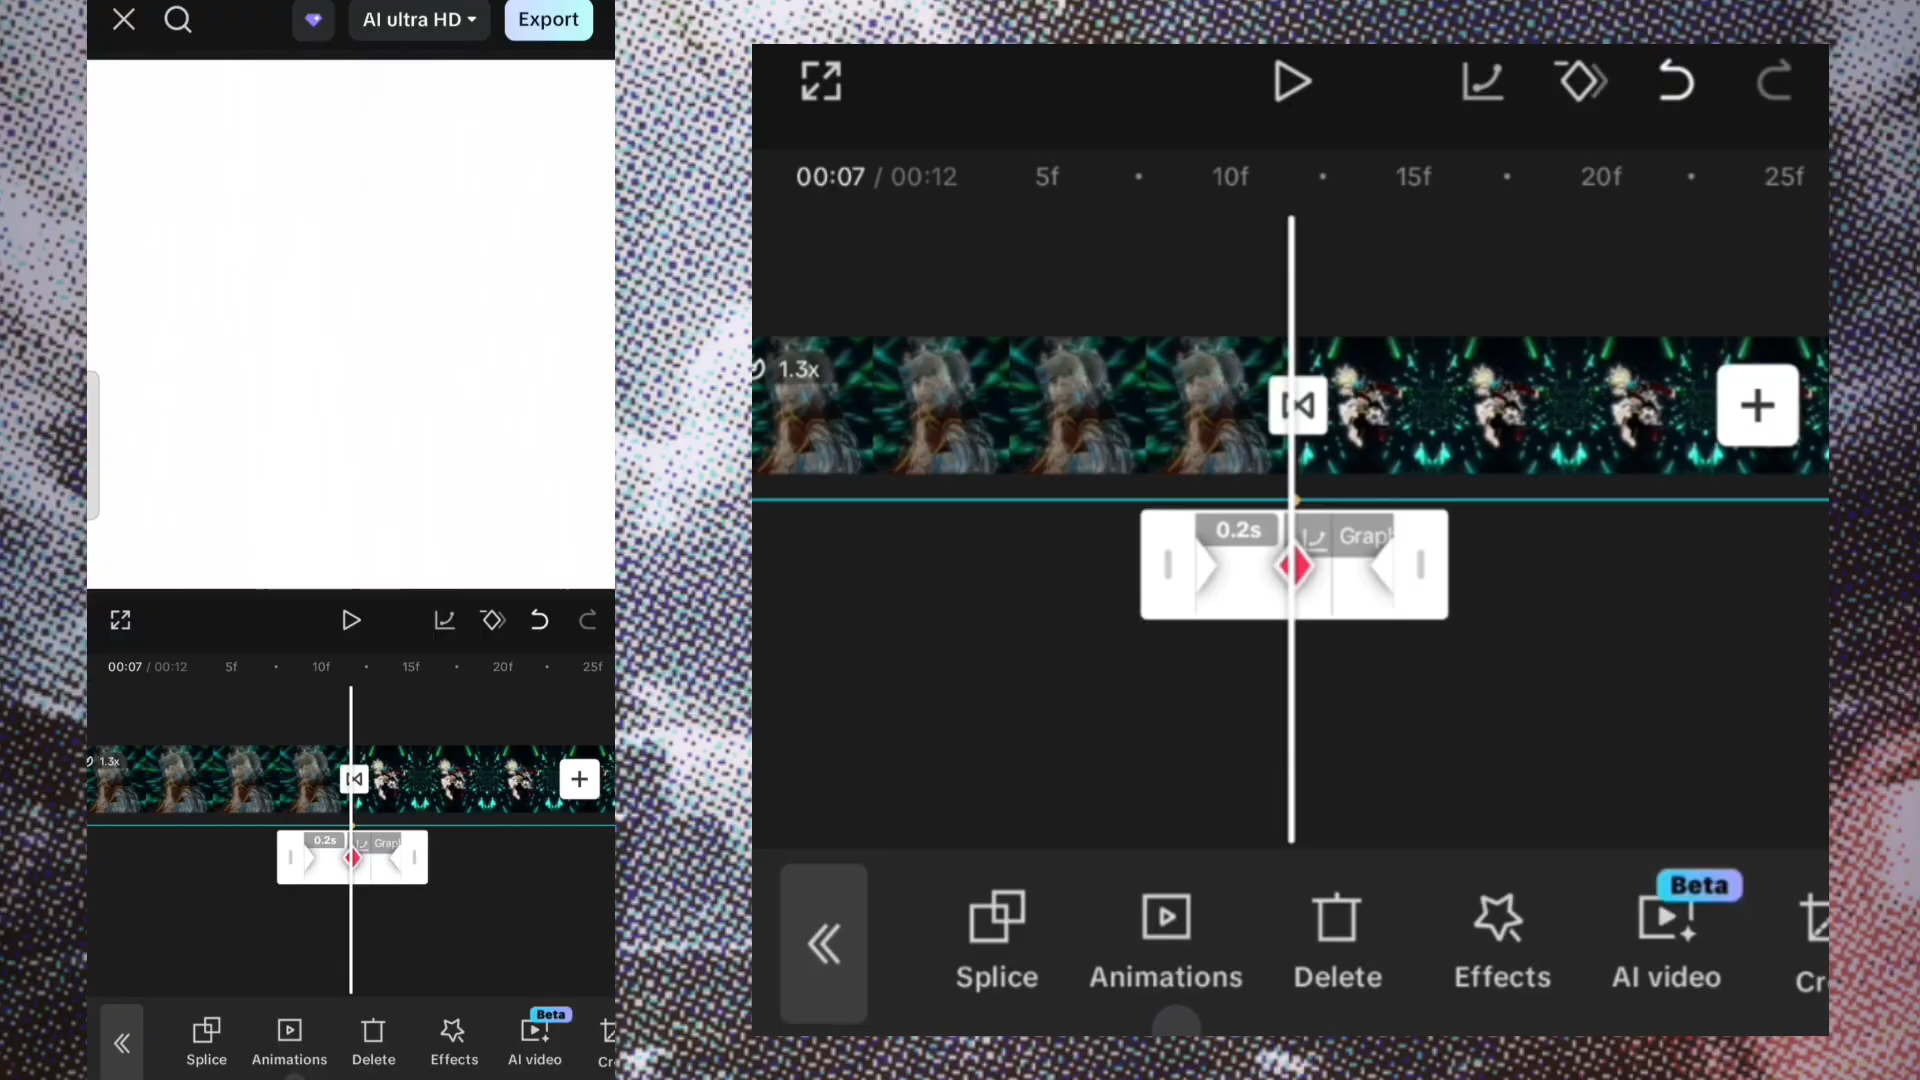 AI ultra HD
Export
00:07 / 00:12
5f
10f
15f
20f
25f
1.3x
0.2s
Grap
Splice
Animations
Delete
Effects
Beta
AI video
Cr
00:07 / 00:12
5f
10f
15f
20f
25f
1.3x
0.2s
Grap
Splice
Animations
Delete
Effects
Beta
AI video
Cr